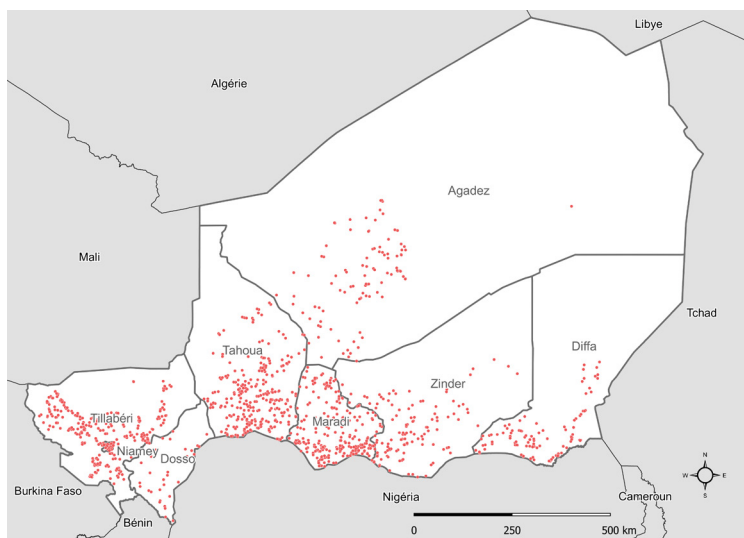 Libye
Algérie
Agadez
Mali
Tchad
Tahoua
Diffa
Zinder
Tillabéri
Maradi
Niamey
Dosso
Burkina Faso
Bénin
Nigéria
Cameroun
N
W E
S
0 250 500 km